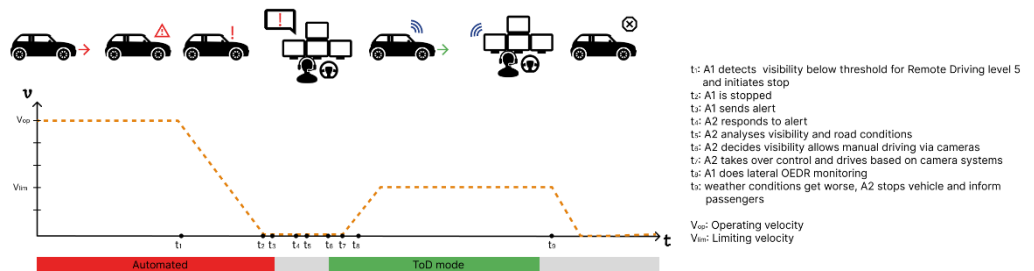 !
!
!
v
Vₒₚ
Vₗᵢₘ
t₁
t₂
t₃
t₄
t₅
t₆
t₇
t₈
t₉
t
Automated
ToD mode
t₁: A1 detects visibility below threshold for Remote Driving level 5
and initiates stop
t₂: A1 is stopped
t₃: A1 sends alert
t₄: A2 responds to alert
t₅: A2 analyses visibility and road conditions
t₆: A2 decides visibility allows manual driving via cameras
t₇: A2 takes over control and drives based on camera systems
t₈: A1 does lateral OEDR monitoring
t₉: weather conditions get worse, A2 stops vehicle and inform
passengers
Vₒₚ: Operating velocity
Vₗᵢₘ: Limiting velocity